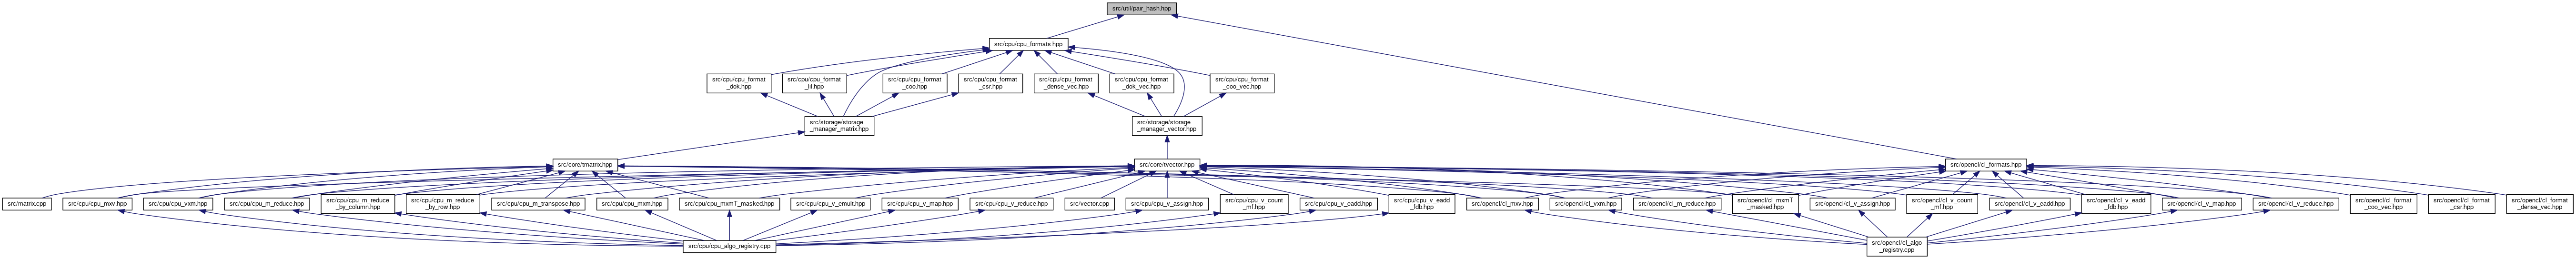 src/util/pair_hash.hpp
src/cpu/cpu_formats.hpp
src/cpu/cpu_format
_dok.hpp
src/cpu/cpu_format
_lil.hpp
src/cpu/cpu_format
_coo.hpp
src/cpu/cpu_format
_csr.hpp
src/cpu/cpu_format
_dense_vec.hpp
src/cpu/cpu_format
_dok_vec.hpp
src/cpu/cpu_format
_coo_vec.hpp
src/storage/storage
_manager_matrix.hpp
src/storage/storage
_manager_vector.hpp
src/core/tmatrix.hpp
src/core/tvector.hpp
src/opencl/cl_formats.hpp
src/matrix.cpp
src/cpu/cpu_mxv.hpp
src/cpu/cpu_vxm.hpp
src/cpu/cpu_m_reduce.hpp
src/cpu/cpu_m_reduce
_by_column.hpp
src/cpu/cpu_m_reduce
_by_row.hpp
src/cpu/cpu_m_transpose.hpp
src/cpu/cpu_mxm.hpp
src/cpu/cpu_mxmT_masked.hpp
src/cpu/cpu_v_emult.hpp
src/cpu/cpu_v_map.hpp
src/cpu/cpu_v_reduce.hpp
src/vector.cpp
src/cpu/cpu_v_assign.hpp
src/cpu/cpu_v_count
_mf.hpp
src/cpu/cpu_v_eadd.hpp
src/cpu/cpu_v_eadd
_fdb.hpp
src/opencl/cl_mxv.hpp
src/opencl/cl_vxm.hpp
src/opencl/cl_m_reduce.hpp
src/opencl/cl_mxmT
_masked.hpp
src/opencl/cl_v_assign.hpp
src/opencl/cl_v_count
_mf.hpp
src/opencl/cl_v_eadd.hpp
src/opencl/cl_v_eadd
_fdb.hpp
src/opencl/cl_v_map.hpp
src/opencl/cl_v_reduce.hpp
src/opencl/cl_format
_coo_vec.hpp
src/opencl/cl_format
_csr.hpp
src/opencl/cl_format
_dense_vec.hpp
src/cpu/cpu_algo_registry.cpp
src/opencl/cl_algo
_registry.cpp